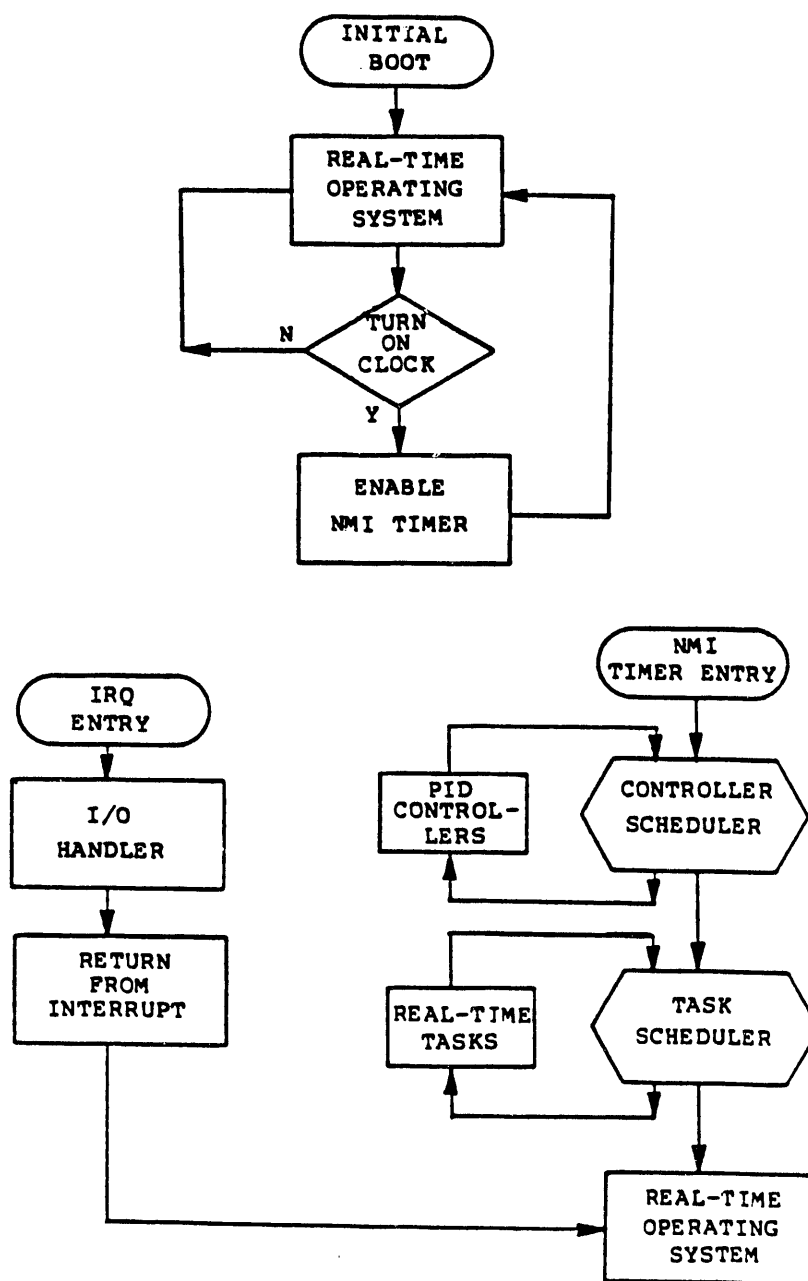 INITIAL
BOOT
REAL-TIME
OPERATING
SYSTEM
TURN
ON
CLOCK
N
Y
ENABLE
NMI TIMER
IRQ
ENTRY
I/O
HANDLER
RETURN
FROM
INTERRUPT
NMI
TIMER ENTRY
PID
CONTROL-
LERS
CONTROLLER
SCHEDULER
REAL-TIME
TASKS
TASK
SCHEDULER
REAL-TIME
OPERATING
SYSTEM